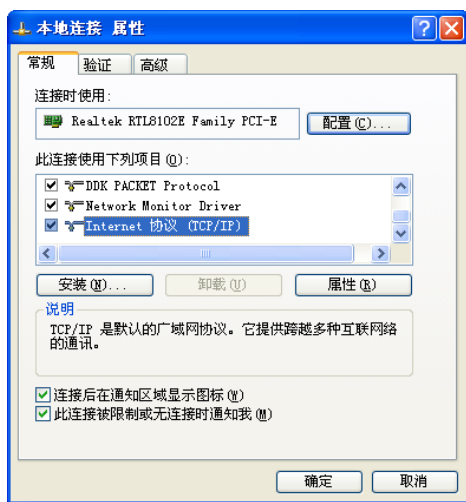 本地连接 属性
常规 验证 高级
连接时使用:
Realtek RTL8102E Family PCI-E 配置(C)...
此连接使用下列项目(O):
DDK PACKET Protocol
Network Monitor Driver
Internet 协议 (TCP/IP)
安装(N)... 卸载(U) 属性(R)
说明
TCP/IP 是默认的广域网协议。它提供跨越多种互联网络
的通讯。
连接后在通知区域显示图标(W)
此连接被限制或无连接时通知我(M)
确定 取消